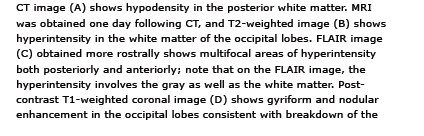 CT image (A) shows hypodensity in the posterior white matter. MRI
was obtained one day following CT, and T2-weighted image (B) shows
hyperintensity in the white matter of the occipital lobes. FLAIR image
(C) obtained more rostrally shows multifocal areas of hyperintensity
both posteriorly and anteriorly; note that on the FLAIR image, the
hyperintensity involves the gray as well as the white matter. Post-
contrast T1-weighted coronal image (D) shows gyriform and nodular
enhancement in the occipital lobes consistent with breakdown of the